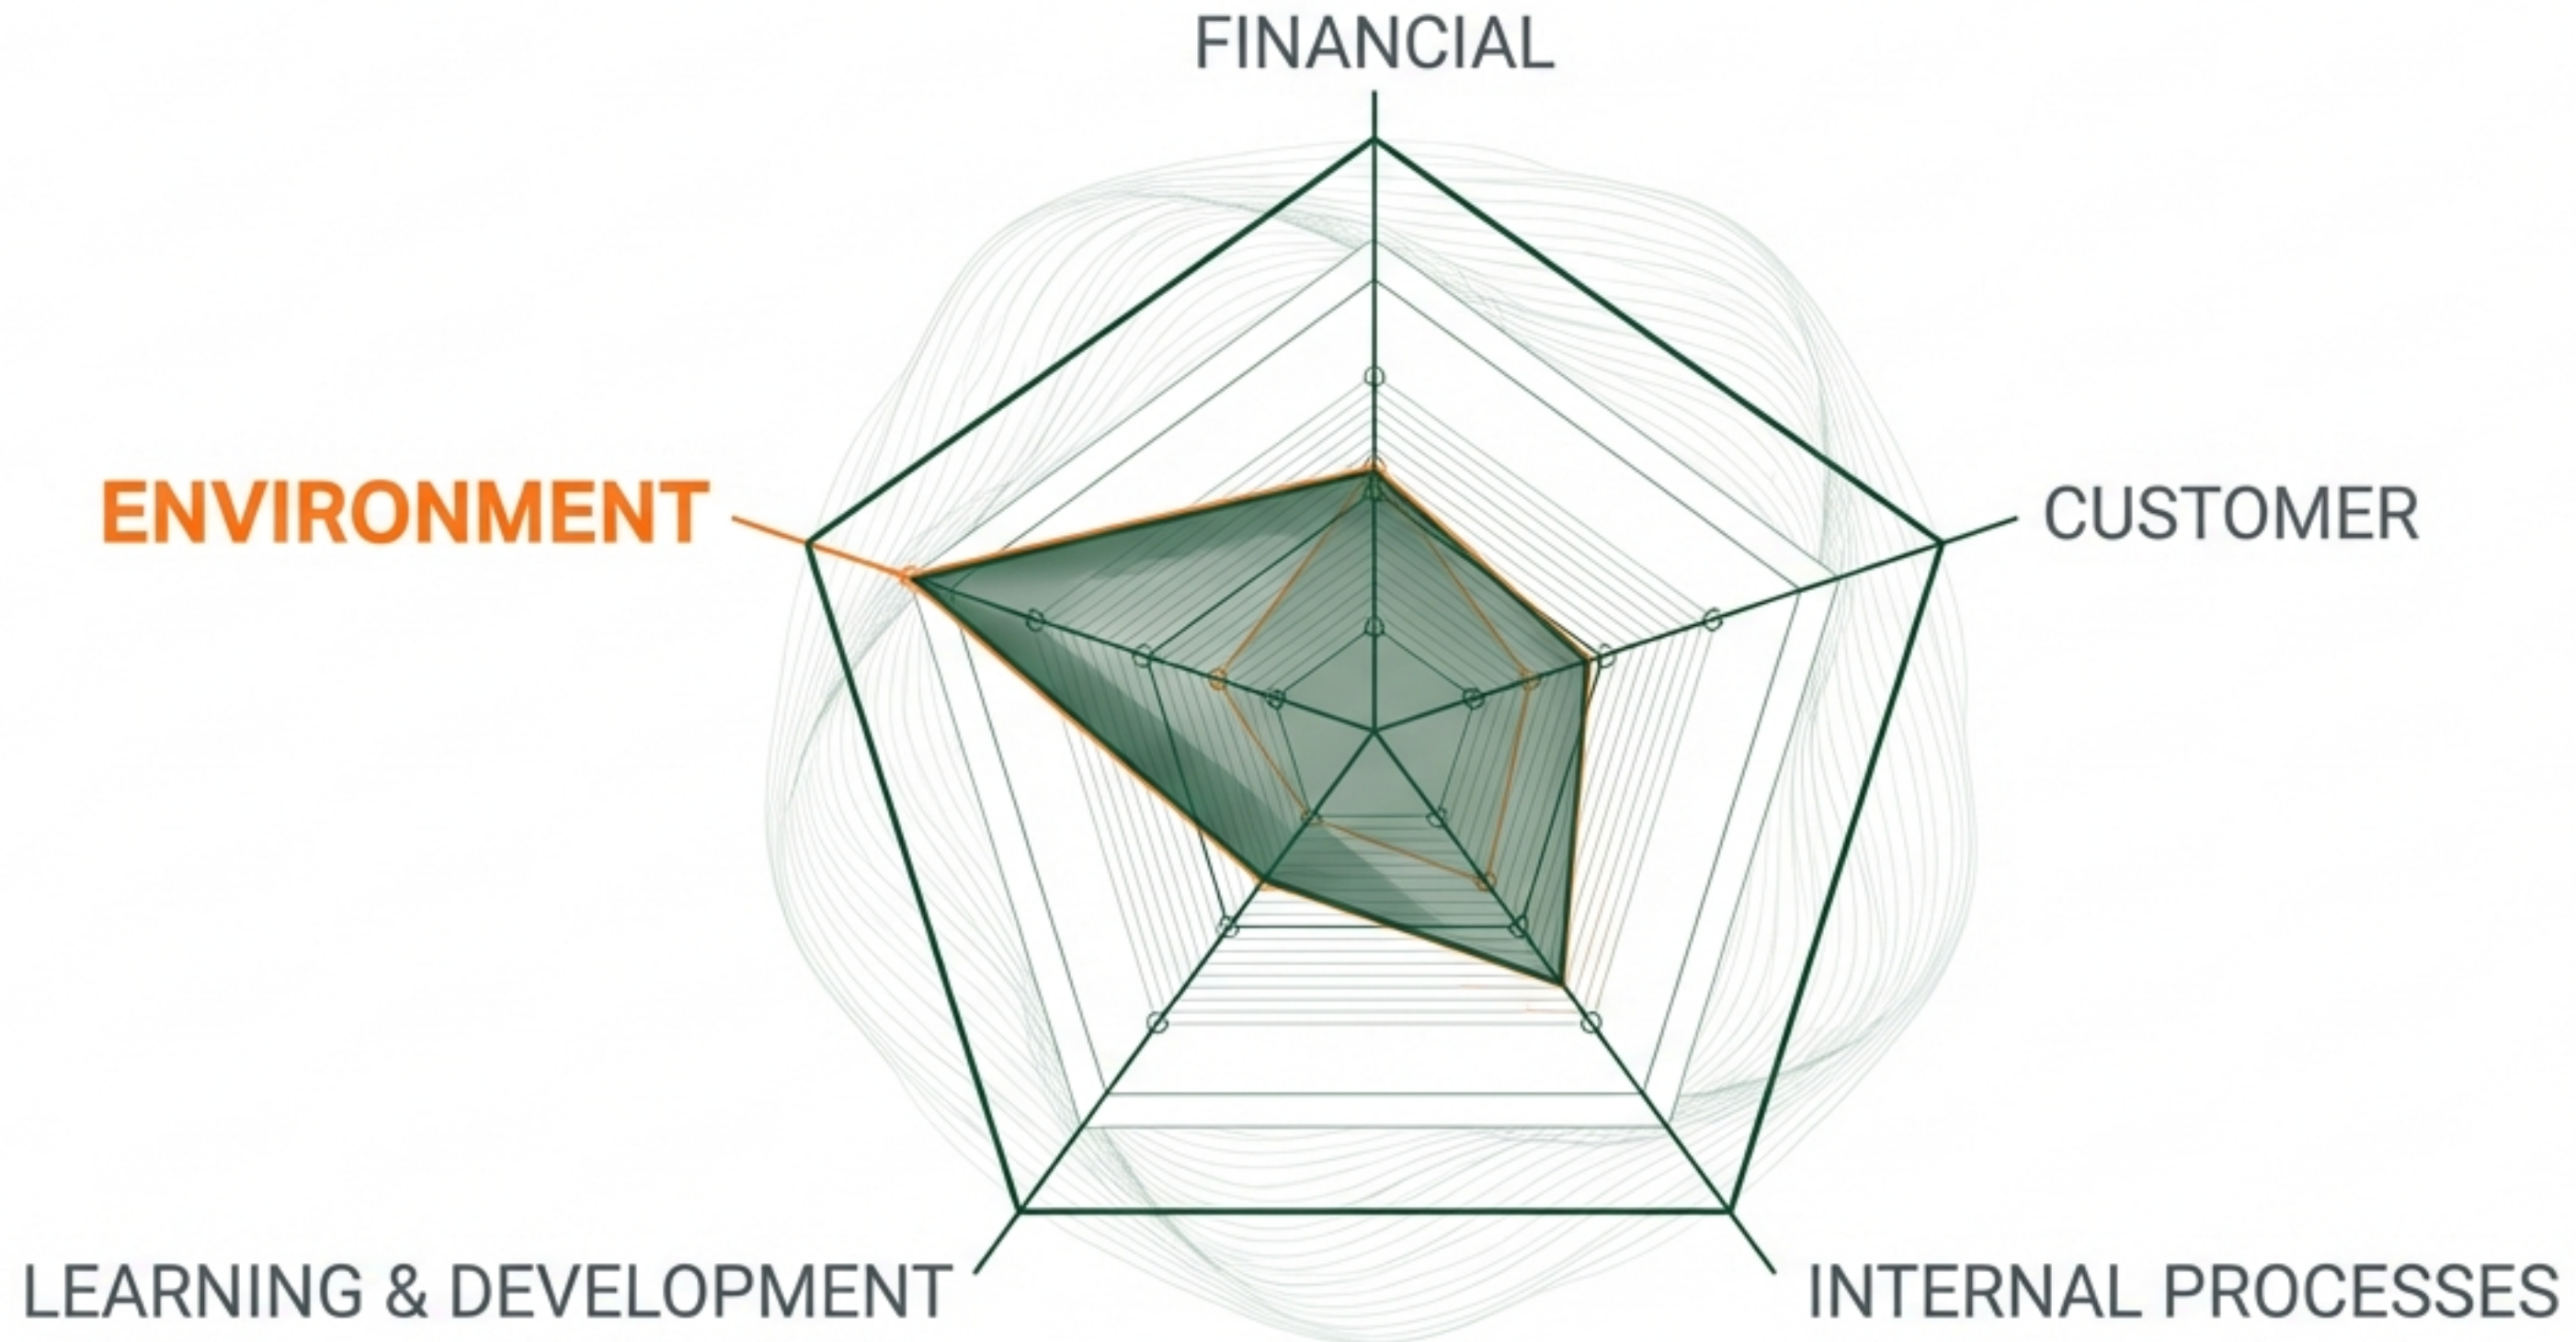 FINANCIAL
ENVIRONMENT
CUSTOMER
LEARNING & DEVELOPMENT
INTERNAL PROCESSES